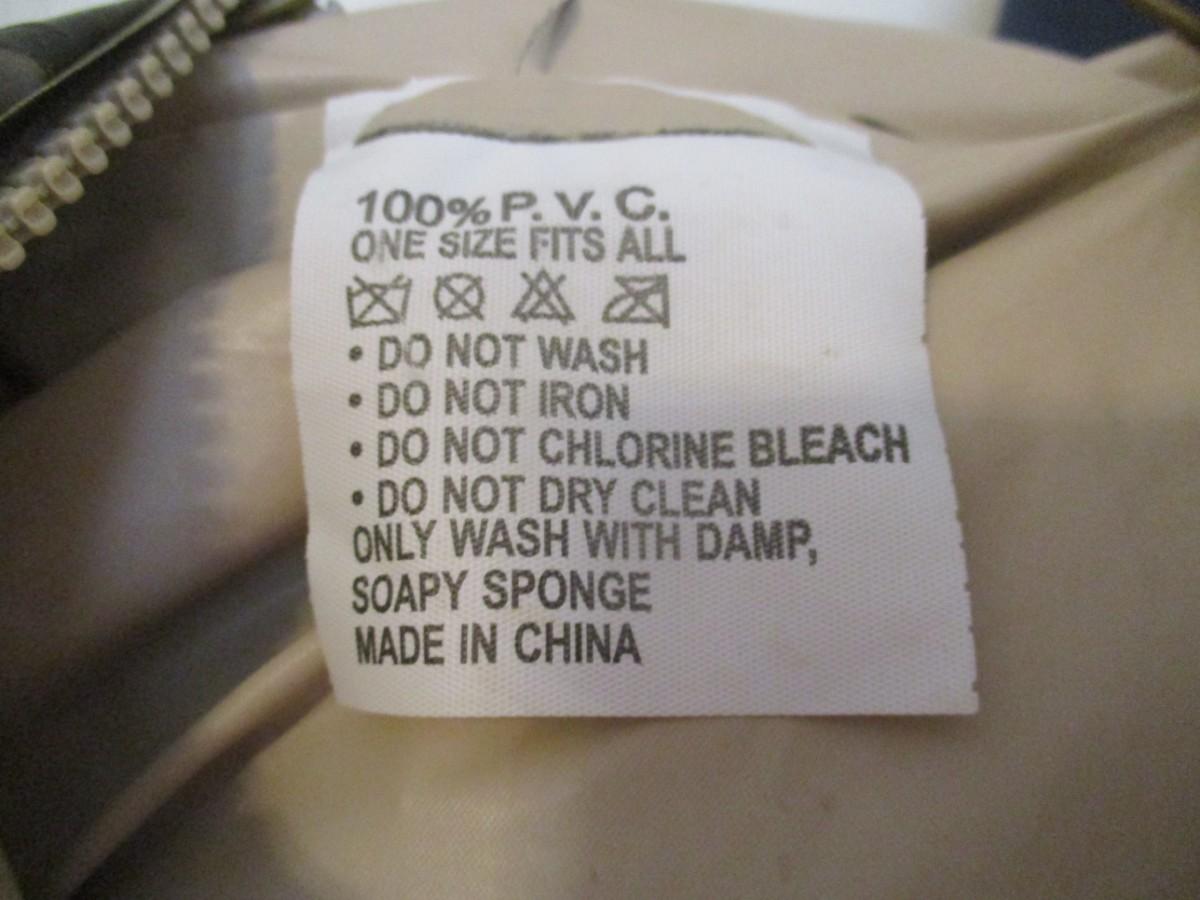 100% P. V. C.
ONE SIZE FITS ALL
• DO NOT WASH
• DO NOT IRON
• DO NOT CHLORINE BLEACH
• DO NOT DRY CLEAN
ONLY WASH WITH DAMP,
SOAPY SPONGE
MADE IN CHINA